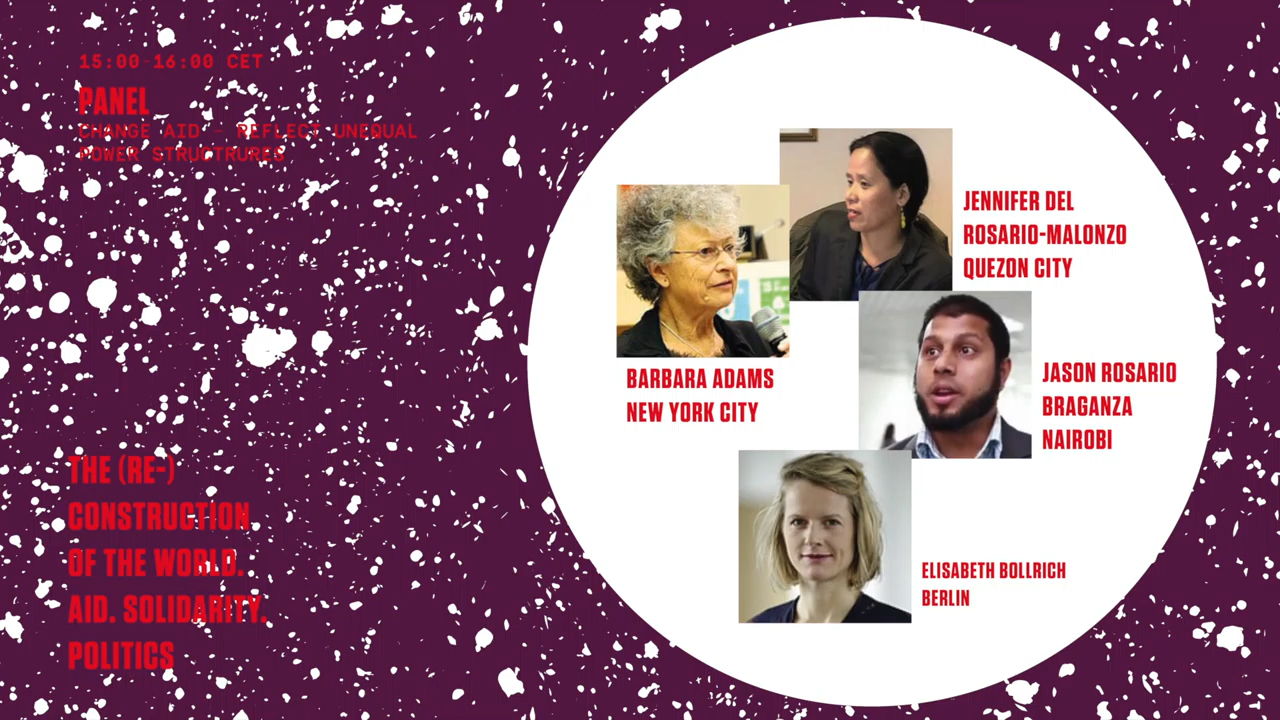 15:00-16:00 CET
PANEL
CHANGE AID – REFLECT UNEQUAL
POWER STRUCTRURES
THE (RE-)
CONSTRUCTION
OF THE WORLD.
AID. SOLIDARITY.
POLITICS
JENNIFER DEL
ROSARIO-MALONZO
QUEZON CITY
BARBARA ADAMS
NEW YORK CITY
JASON ROSARIO
BRAGANZA
NAIROBI
ELISABETH BOLLRICH
BERLIN